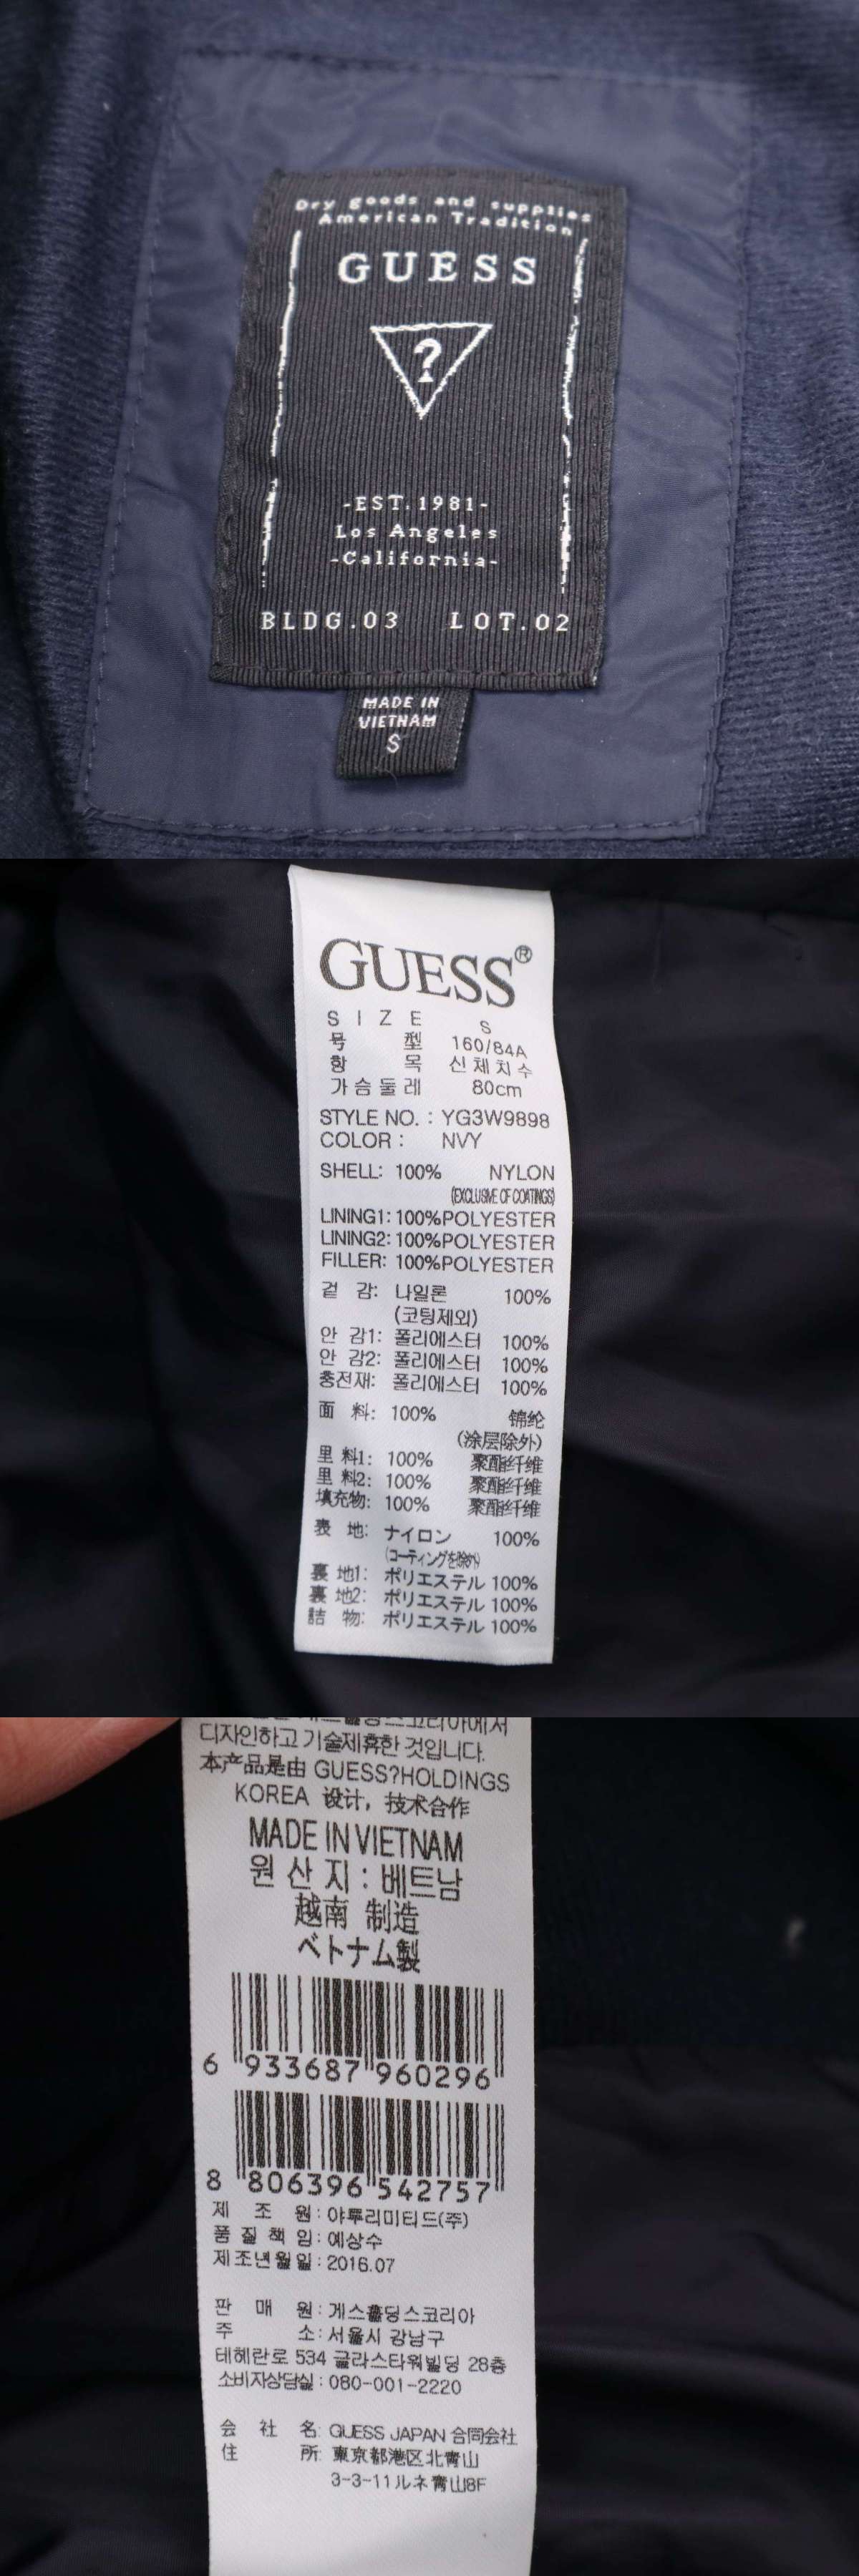 Dry goods and supplies
American Tradition
GUESS
?
-EST.1981-
Los Angeles
-California-
BLDG.03 LOT.02
MADE IN
VIETNAM
S
GUESS®
SIZE S
号 型 160/84A
항 목 신체치수
가슴둘레 80cm
STYLE NO. : YG3W9898
COLOR : NVY
SHELL: 100% NYLON
(EXCLUSIVE OF COATINGS)
LINING1: 100%POLYESTER
LINING2: 100%POLYESTER
FILLER: 100%POLYESTER
겉 감: 나일론 100%
(코팅제외)
안 감1: 폴리에스터 100%
안 감2: 폴리에스터 100%
충전재: 폴리에스터 100%
面 料: 100% 锦纶
(涂层除外)
里 料1: 100% 聚酯纤维
里 料2: 100% 聚酯纤维
填充物: 100% 聚酯纤维
表 地: ナイロン 100%
(コーティングを除外)
裏 地1: ポリエステル 100%
裏 地2: ポリエステル 100%
詰 物: ポリエステル 100%
스코리아에서
디자인하고 기술제휴한 것입니다.
本产品是由 GUESS?HOLDINGS
KOREA 设计, 技术合作
MADE IN VIETNAM
원산지 : 베트남
越南 制造
ベトナム製
6 933687 960296
8 806396 542757
제 조 원 : 야푸리미티드(주)
품질책임 : 예상수
제조년월일 : 2016.07
판 매 원 : 게스홀딩스코리아
주 소 : 서울시 강남구
테헤란로 534 글라스타워빌딩 28층
소비자상담실 : 080-001-2220
会 社 名: GUESS JAPAN 合同会社
住 所: 東京都港区北青山
3-3-11ルネ青山8F